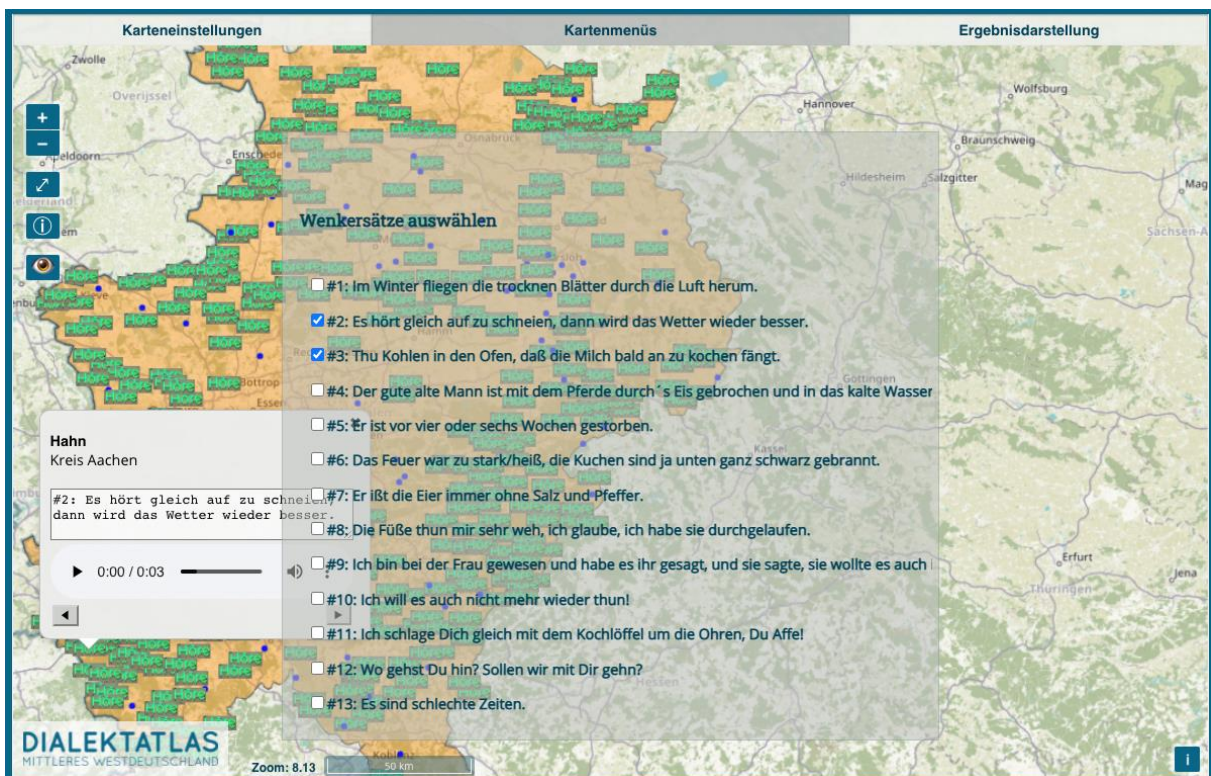 Karteneinstellungen
Kartenmenüs
Ergebnisdarstellung
Zwolle
Overijssel
Hannover
Wolfsburg
Braunschweig
Osnabrück
Enschede
Apeldoorn
Hildesheim
Salzgitter
Mag
Sachsen-A
+
−
Höre
Wenkersätze auswählen
#1: Im Winter fliegen die trocknen Blätter durch die Luft herum.
#2: Es hört gleich auf zu schneien, dann wird das Wetter wieder besser.
#3: Thu Kohlen in den Ofen, daß die Milch bald an zu kochen fängt.
#4: Der gute alte Mann ist mit dem Pferde durch´s Eis gebrochen und in das kalte Wasser
#5: Er ist vor vier oder sechs Wochen gestorben.
#6: Das Feuer war zu stark/heiß, die Kuchen sind ja unten ganz schwarz gebrannt.
#7: Er ißt die Eier immer ohne Salz und Pfeffer.
#8: Die Füße thun mir sehr weh, ich glaube, ich habe sie durchgelaufen.
#9: Ich bin bei der Frau gewesen und habe es ihr gesagt, und sie sagte, sie wollte es auch
#10: Ich will es auch nicht mehr wieder thun!
#11: Ich schlage Dich gleich mit dem Kochlöffel um die Ohren, Du Affe!
#12: Wo gehst Du hin? Sollen wir mit Dir gehn?
#13: Es sind schlechte Zeiten.
Hamm
Bottrop
Essen
Göttingen
Kassel
Erfurt
Jena
Thüringen
Hahn
Kreis Aachen
#2: Es hört gleich auf zu schneien,
dann wird das Wetter wieder besser.
0:00 / 0:03
DIALEKTATLAS
MITTLERES WESTDEUTSCHLAND
Zoom: 8.13
Koblenz
50 km
i